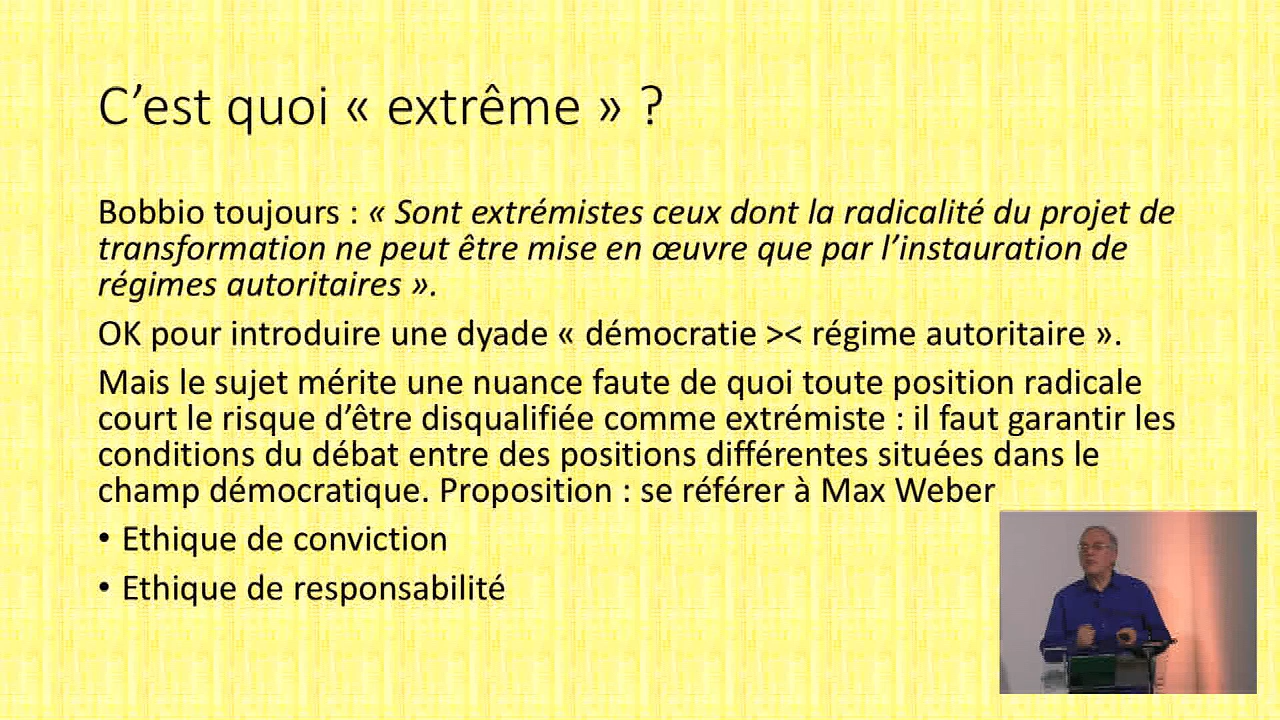 C’est quoi « extrême » ?
Bobbio toujours : « Sont extrémistes ceux dont la radicalité du projet de
transformation ne peut être mise en œuvre que par l’instauration de
régimes autoritaires ».
OK pour introduire une dyade « démocratie >< régime autoritaire ».
Mais le sujet mérite une nuance faute de quoi toute position radicale
court le risque d’être disqualifiée comme extrémiste : il faut garantir les
conditions du débat entre des positions différentes situées dans le
champ démocratique. Proposition : se référer à Max Weber
• Ethique de conviction
• Ethique de responsabilité